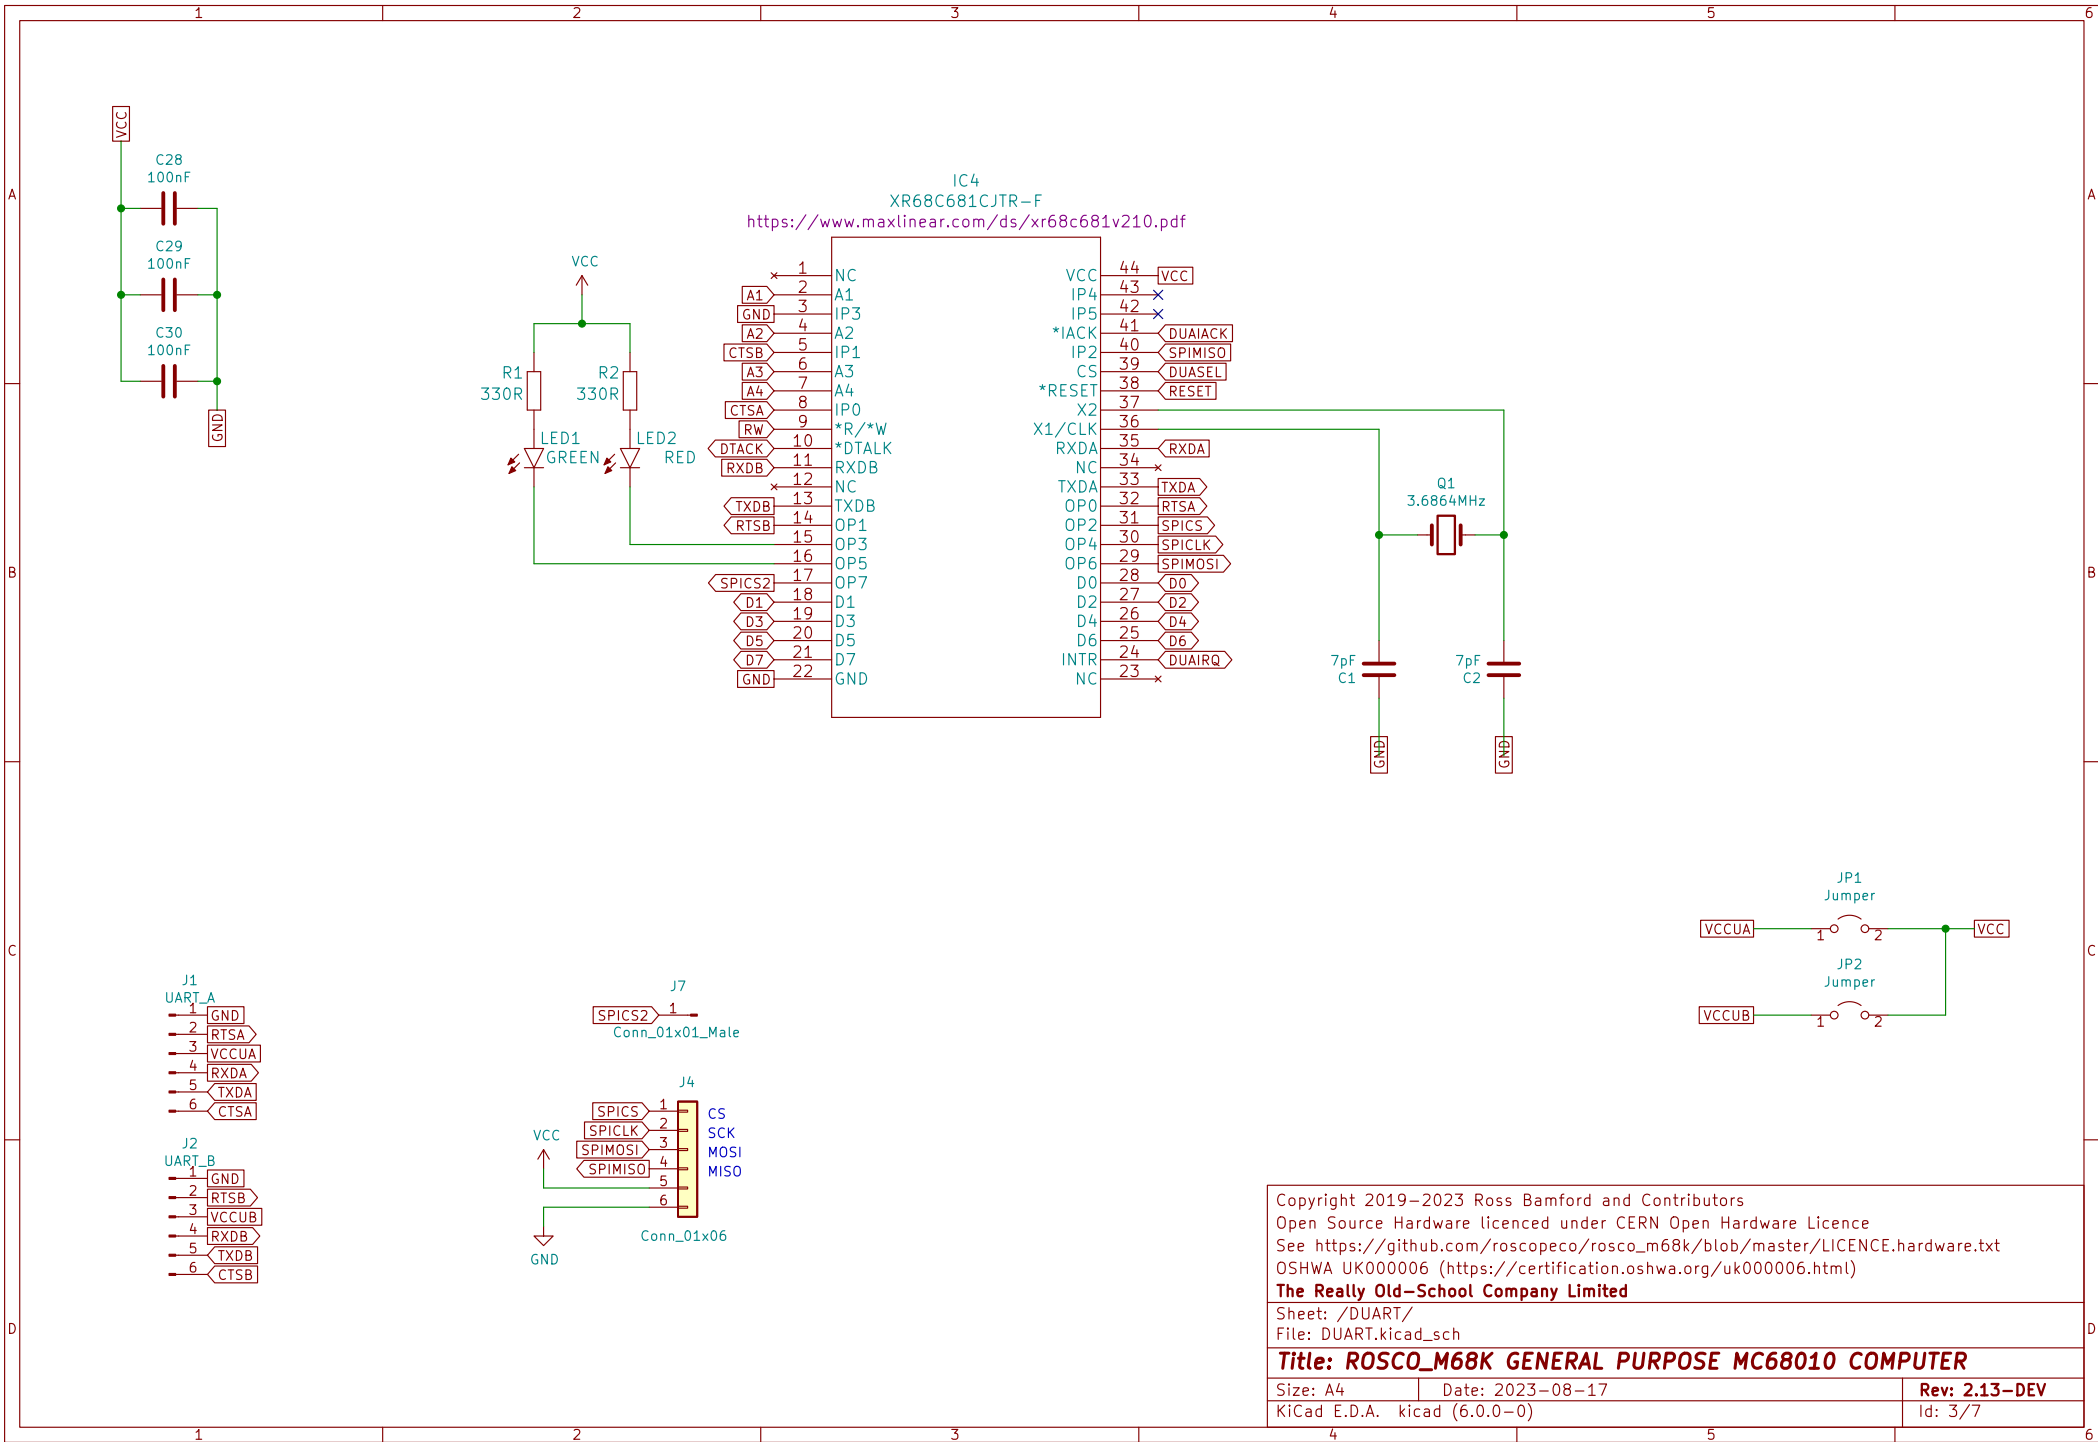 1 2 3 4 5 6
A A
B B
C C
D D
1 2 3 4 5 6
VCC
C28
100nF
C29
100nF
C30
100nF
GND
VCC
R1
330R
R2
330R
LED1
GREEN
LED2
RED
IC4
XR68C681CJTR-F
https://www.maxlinear.com/ds/xr68c681v210.pdf
1 NC
A1 2 A1
GND 3 IP3
A2 4 A2
CTSB 5 IP1
A3 6 A3
A4 7 A4
CTSA 8 IP0
RW 9 *R/*W
DTACK 10 *DTALK
RXDB 11 RXDB
12 NC
TXDB 13 TXDB
RTSB 14 OP1
15 OP3
16 OP5
SPICS2 17 OP7
D1 18 D1
D3 19 D3
D5 20 D5
D7 21 D7
GND 22 GND
VCC 44 VCC
IP4 43
IP5 42
*IACK 41 DUAIACK
IP2 40 SPIMISO
CS 39 DUASEL
*RESET 38 RESET
X2 37
X1/CLK 36
RXDA 35 RXDA
NC 34
TXDA 33 TXDA
OP0 32 RTSA
OP2 31 SPICS
OP4 30 SPICLK
OP6 29 SPIMOSI
D0 28 D0
D2 27 D2
D4 26 D4
D6 25 D6
INTR 24 DUAIRQ
NC 23
Q1
3.6864MHz
7pF
C1
7pF
C2
GND
GND
JP1
Jumper
VCCUA 1 2 VCC
JP2
Jumper
VCCUB 1 2
J1
UART_A
1 GND
2 RTSA
3 VCCUA
4 RXDA
5 TXDA
6 CTSA
J2
UART_B
1 GND
2 RTSB
3 VCCUB
4 RXDB
5 TXDB
6 CTSB
J7
SPICS2 1
Conn_01x01_Male
J4
SPICS 1 CS
SPICLK 2 SCK
SPIMOSI 3 MOSI
SPIMISO 4 MISO
VCC
5
6
GND
Conn_01x06
Copyright 2019-2023 Ross Bamford and Contributors
Open Source Hardware licenced under CERN Open Hardware Licence
See https://github.com/roscopeco/rosco_m68k/blob/master/LICENCE.hardware.txt
OSHWA UK000006 (https://certification.oshwa.org/uk000006.html)
The Really Old-School Company Limited
Sheet: /DUART/
File: DUART.kicad_sch
Title: ROSCO_M68K GENERAL PURPOSE MC68010 COMPUTER
Size: A4 Date: 2023-08-17 Rev: 2.13-DEV
KiCad E.D.A. kicad (6.0.0-0) Id: 3/7